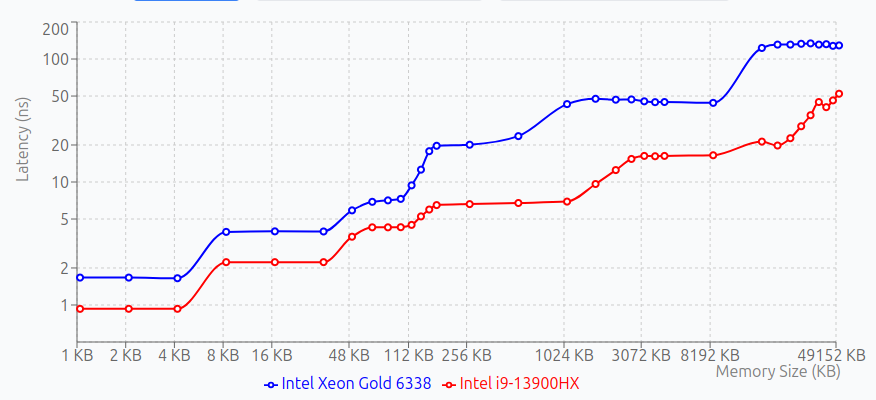 200
100
50
20
10
5
2
1
Latency (ns)
1 KB 2 KB 4 KB 8 KB 16 KB 48 KB 112 KB 256 KB 1024 KB 3072 KB 8192 KB 49152 KB
Memory Size (KB)
Intel Xeon Gold 6338 Intel i9-13900HX